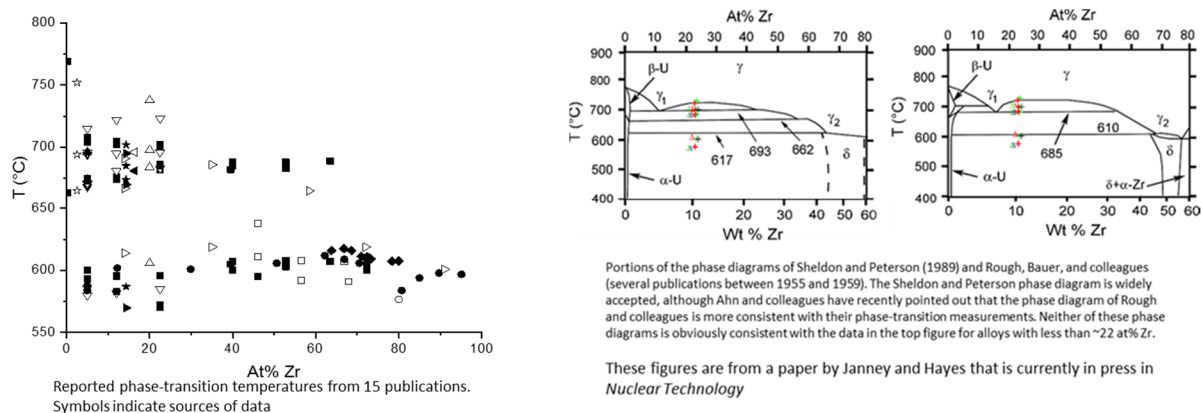 800
750
700
650
600
550
T (°C)
0 20 40 60 80 100
At% Zr
Reported phase-transition temperatures from 15 publications.
Symbols indicate sources of data
At% Zr
0 10 20 30 40 50 60 70 80
900
800
700
600
500
400
T (°C)
β-U
γ
γ1
γ2
693
662
617
δ
α-U
0 10 20 30 40 50 60
Wt % Zr
At% Zr
0 10 20 30 40 50 60 70 80
900
800
700
600
500
400
T (°C)
β-U
γ
γ1
γ2
610
685
δ
α-U
δ+α-Zr
0 10 20 30 40 50 60
Wt % Zr
Portions of the phase diagrams of Sheldon and Peterson (1989) and Rough, Bauer, and colleagues
(several publications between 1955 and 1959). The Sheldon and Peterson phase diagram is widely
accepted, although Ahn and colleagues have recently pointed out that the phase diagram of Rough
and colleagues is more consistent with their phase-transition measurements. Neither of these phase
diagrams is obviously consistent with the data in the top figure for alloys with less than ~22 at% Zr.
These figures are from a paper by Janney and Hayes that is currently in press in
Nuclear Technology